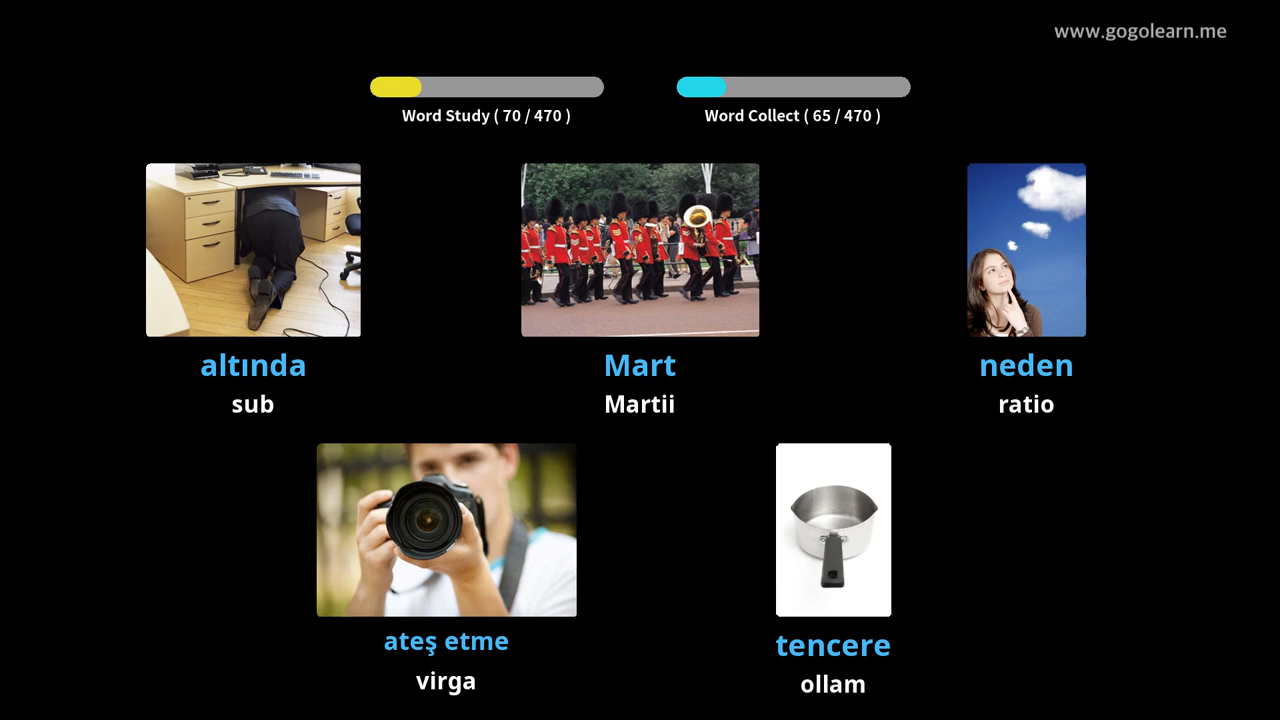 www.gogolearn.me
Word Study ( 70 / 470 )
Word Collect ( 65 / 470 )
altında
sub
Mart
Martii
neden
ratio
ateş etme
virga
tencere
ollam